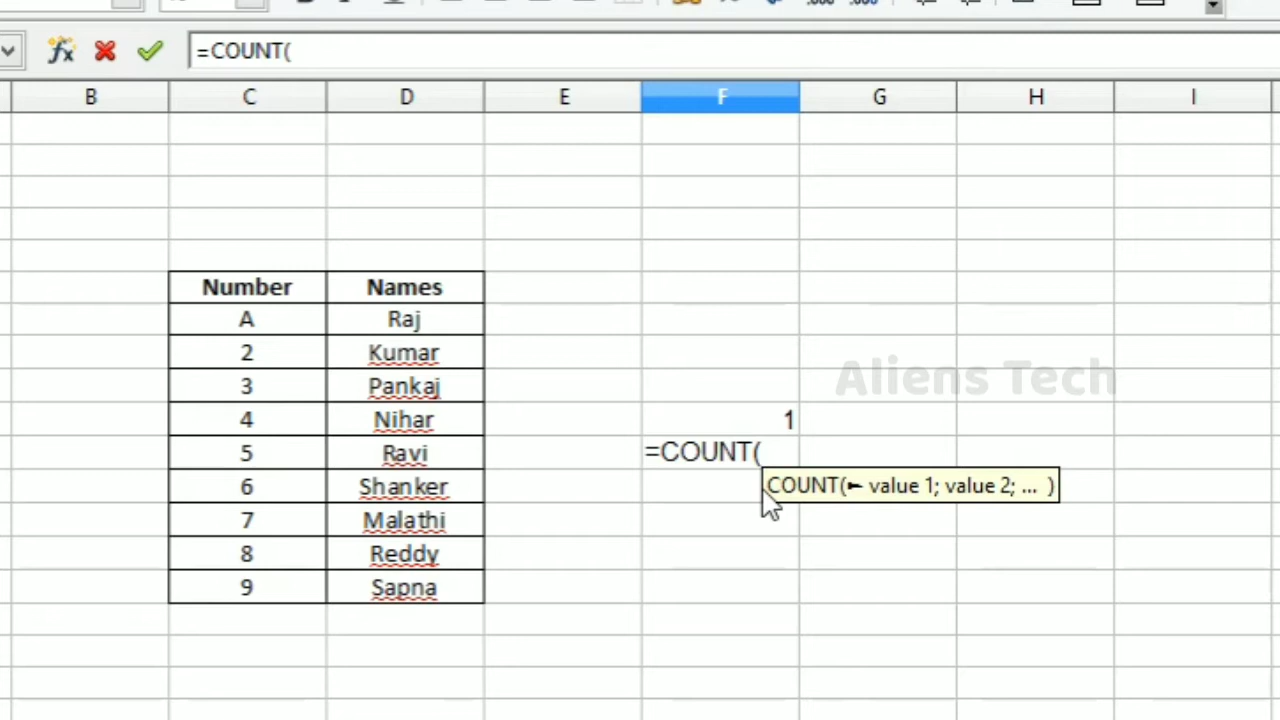 =COUNT(
B C D E F G H I
Number Names
A Raj
2 Kumar
3 Pankaj
Aliens Tech
4 Nihar 1
5 Ravi =COUNT(
6 Shanker COUNT(► value 1; value 2; ... )
7 Malathi
8 Reddy
9 Sapna